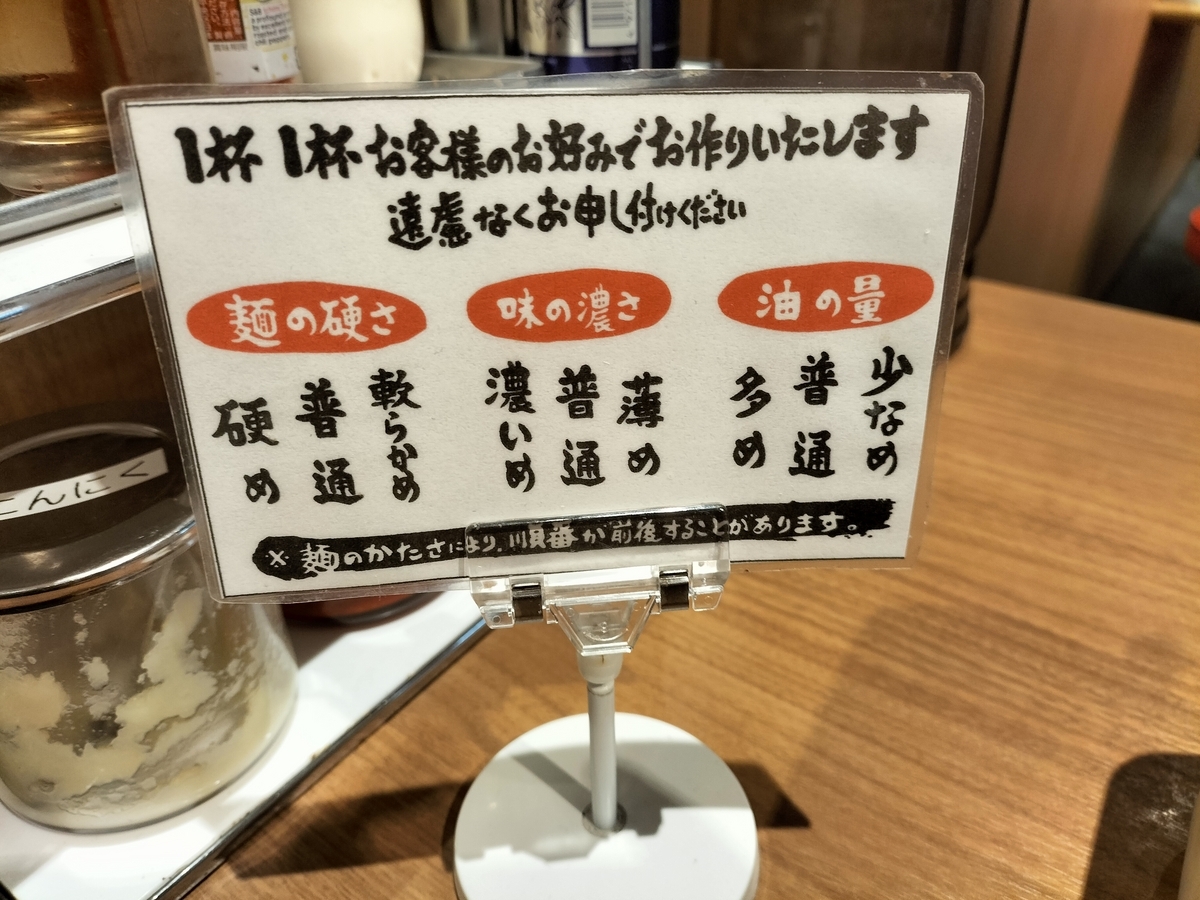 1杯1杯お客様のお好みでお作りいたします
遠慮なくお申し付けください
麺の硬さ
軟らかめ
普通
硬め
味の濃さ
薄め
普通
濃いめ
油の量
少なめ
普通
多め
※麺のかたさにより、順番が前後することがあります。
にんにく